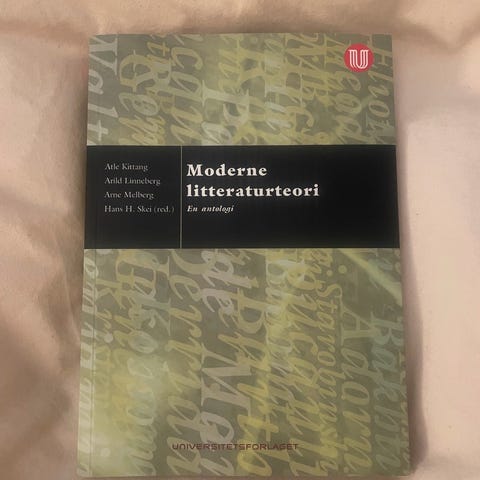 Atle Kittang
Arild Linneberg
Arne Melberg
Hans H. Skei (red.)
Moderne
litteraturteori
En antologi
UNIVERSITETSFORLAGET